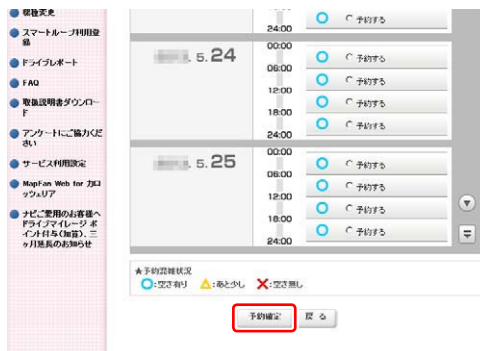 機種変更
スマートループ利用登
録
ドライブレポート
FAQ
取扱説明書ダウンロー
ド
アンケートにご協力くだ
さい
サービス利用設定
MapFan Web for カロ
ッツェリア
ナビご愛用のお客様へ
ドライブマイレージ ポ
イント付与(加算)、三
ヶ月延長のお知らせ
予約する
24:00
. 5. 24
00:00
予約する
06:00
予約する
12:00
予約する
18:00
予約する
24:00
. 5. 25
00:00
予約する
06:00
予約する
12:00
予約する
18:00
予約する
24:00
★予約混雑状況
:空き有り :あと少し :空き無し
予約確定 戻 る